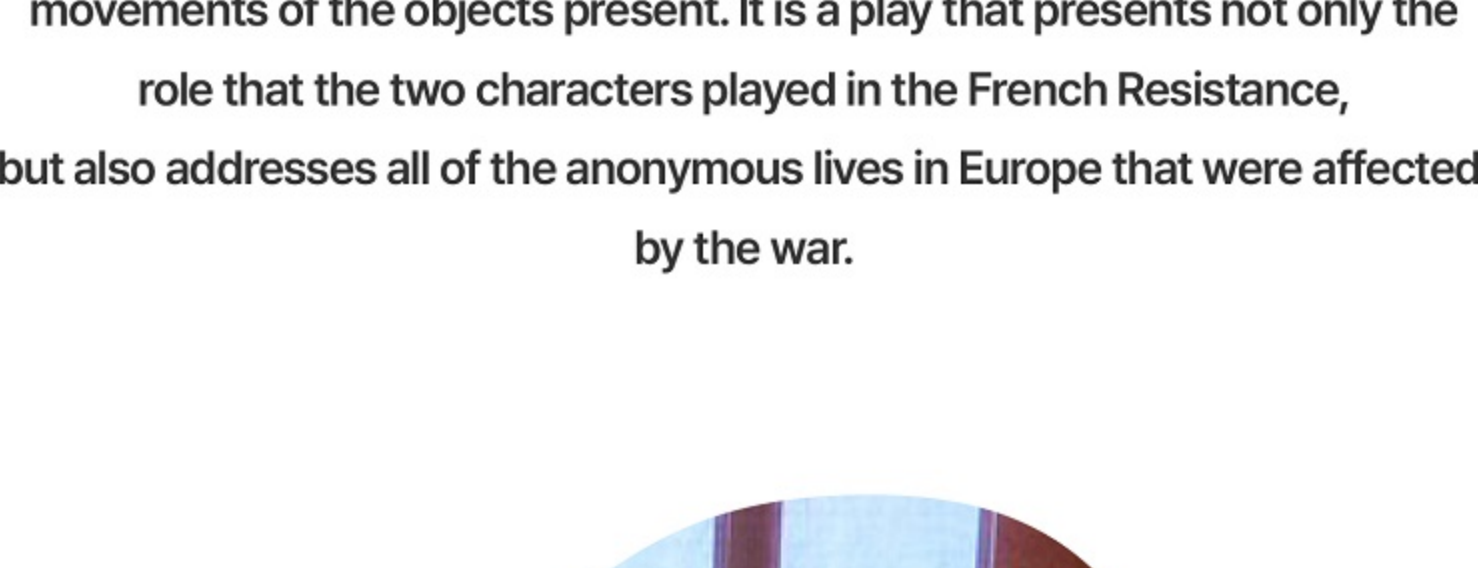 movements of the objects present. It is a play that presents not only the
role that the two characters played in the French Resistance,
but also addresses all of the anonymous lives in Europe that were affected
by the war.